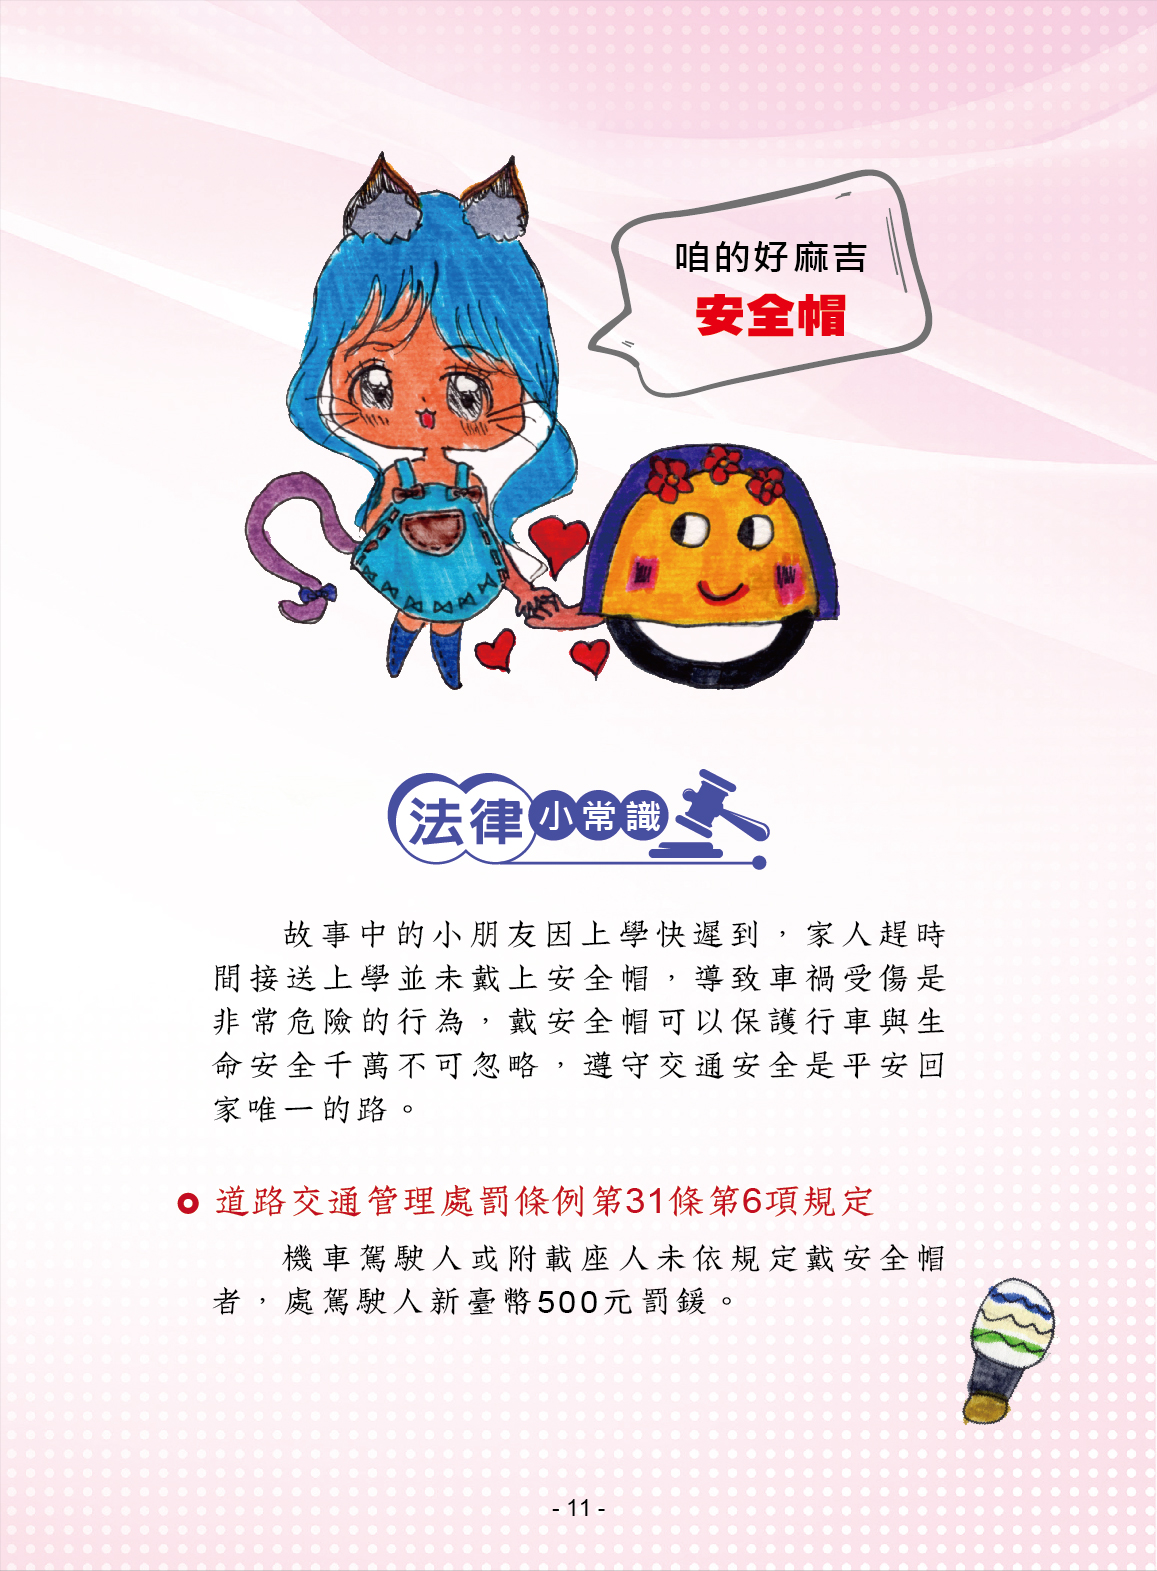 咱的好麻吉
安全帽
法律小常識
故事中的小朋友因上學快遲到，家人趕時
間接送上學並未戴上安全帽，導致車禍受傷是
非常危險的行為，戴安全帽可以保護行車與生
命安全千萬不可忽略，遵守交通安全是平安回
家唯一的路。
道路交通管理處罰條例第31條第6項規定
機車駕駛人或附載座人未依規定戴安全帽
者，處駕駛人新臺幣500元罰鍰。
- 11 -